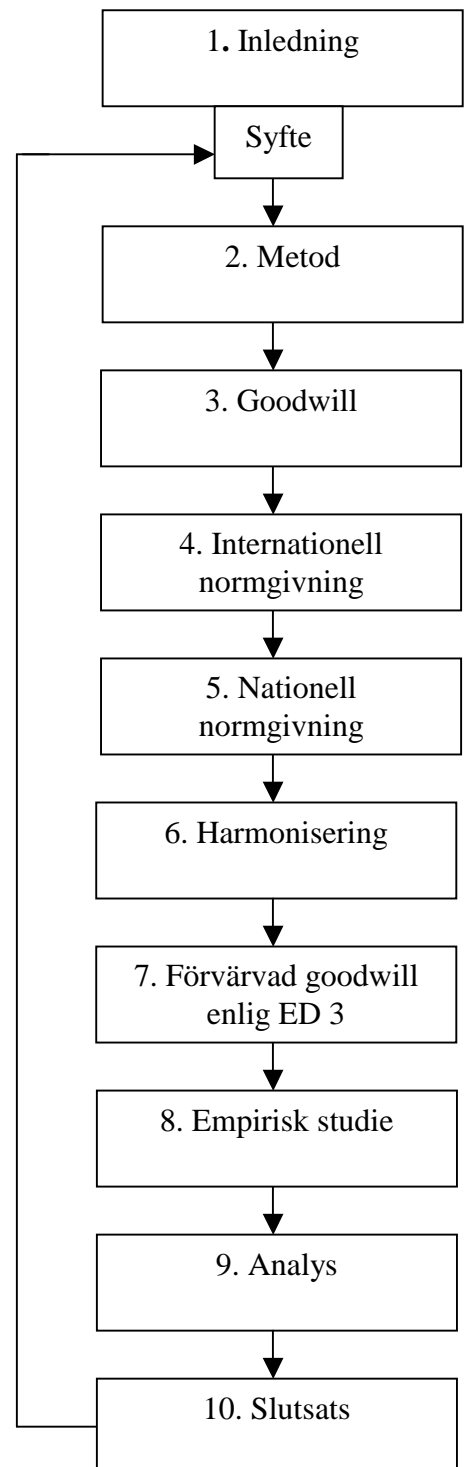 1. Inledning
Syfte
2. Metod
3. Goodwill
4. Internationell
normgivning
5. Nationell
normgivning
6. Harmonisering
7. Förvärvad goodwill
enlig ED 3
8. Empirisk studie
9. Analys
10. Slutsats